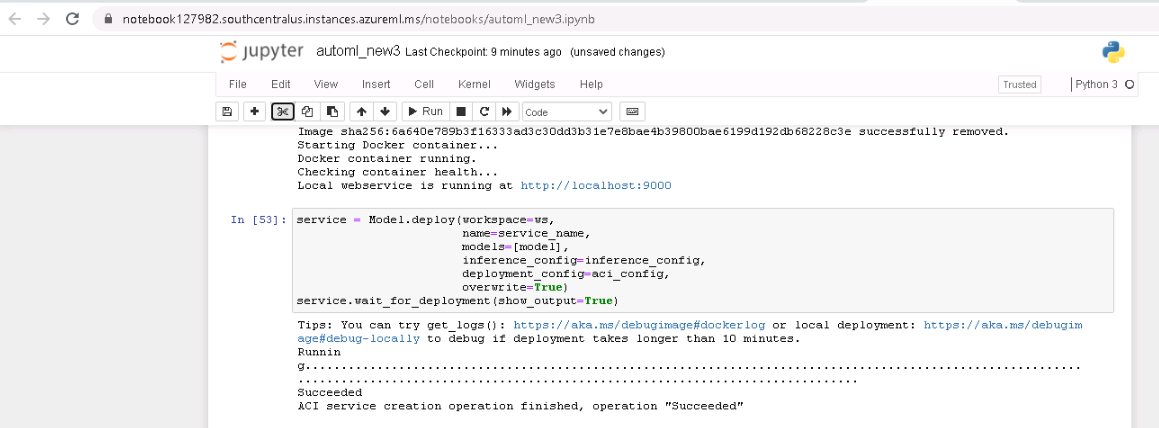 notebook127982.southcentralus.instances.azureml.ms/notebooks/automl_new3.ipynb
jupyter automl_new3 Last Checkpoint: 9 minutes ago (unsaved changes)
File Edit View Insert Cell Kernel Widgets Help Trusted Python 3
Run Code
Image sha256:6a640e789b3f16333ad3c30dd3b31e7e8bae4b39800bae6199d192db68228c3e successfully removed.
Starting Docker container...
Docker container running.
Checking container health...
Local webservice is running at http://localhost:9000
In [53]: service = Model.deploy(workspace=ws,
name=service_name,
models=[model],
inference_config=inference_config,
deployment_config=aci_config,
overwrite=True)
service.wait_for_deployment(show_output=True)
Tips: You can try get_logs(): https://aka.ms/debugimage#dockerlog or local deployment: https://aka.ms/debugim
age#debug-locally to debug if deployment takes longer than 10 minutes.
Runnin
g...........................................................................................................
.............................................................................
Succeeded
ACI service creation operation finished, operation "Succeeded"